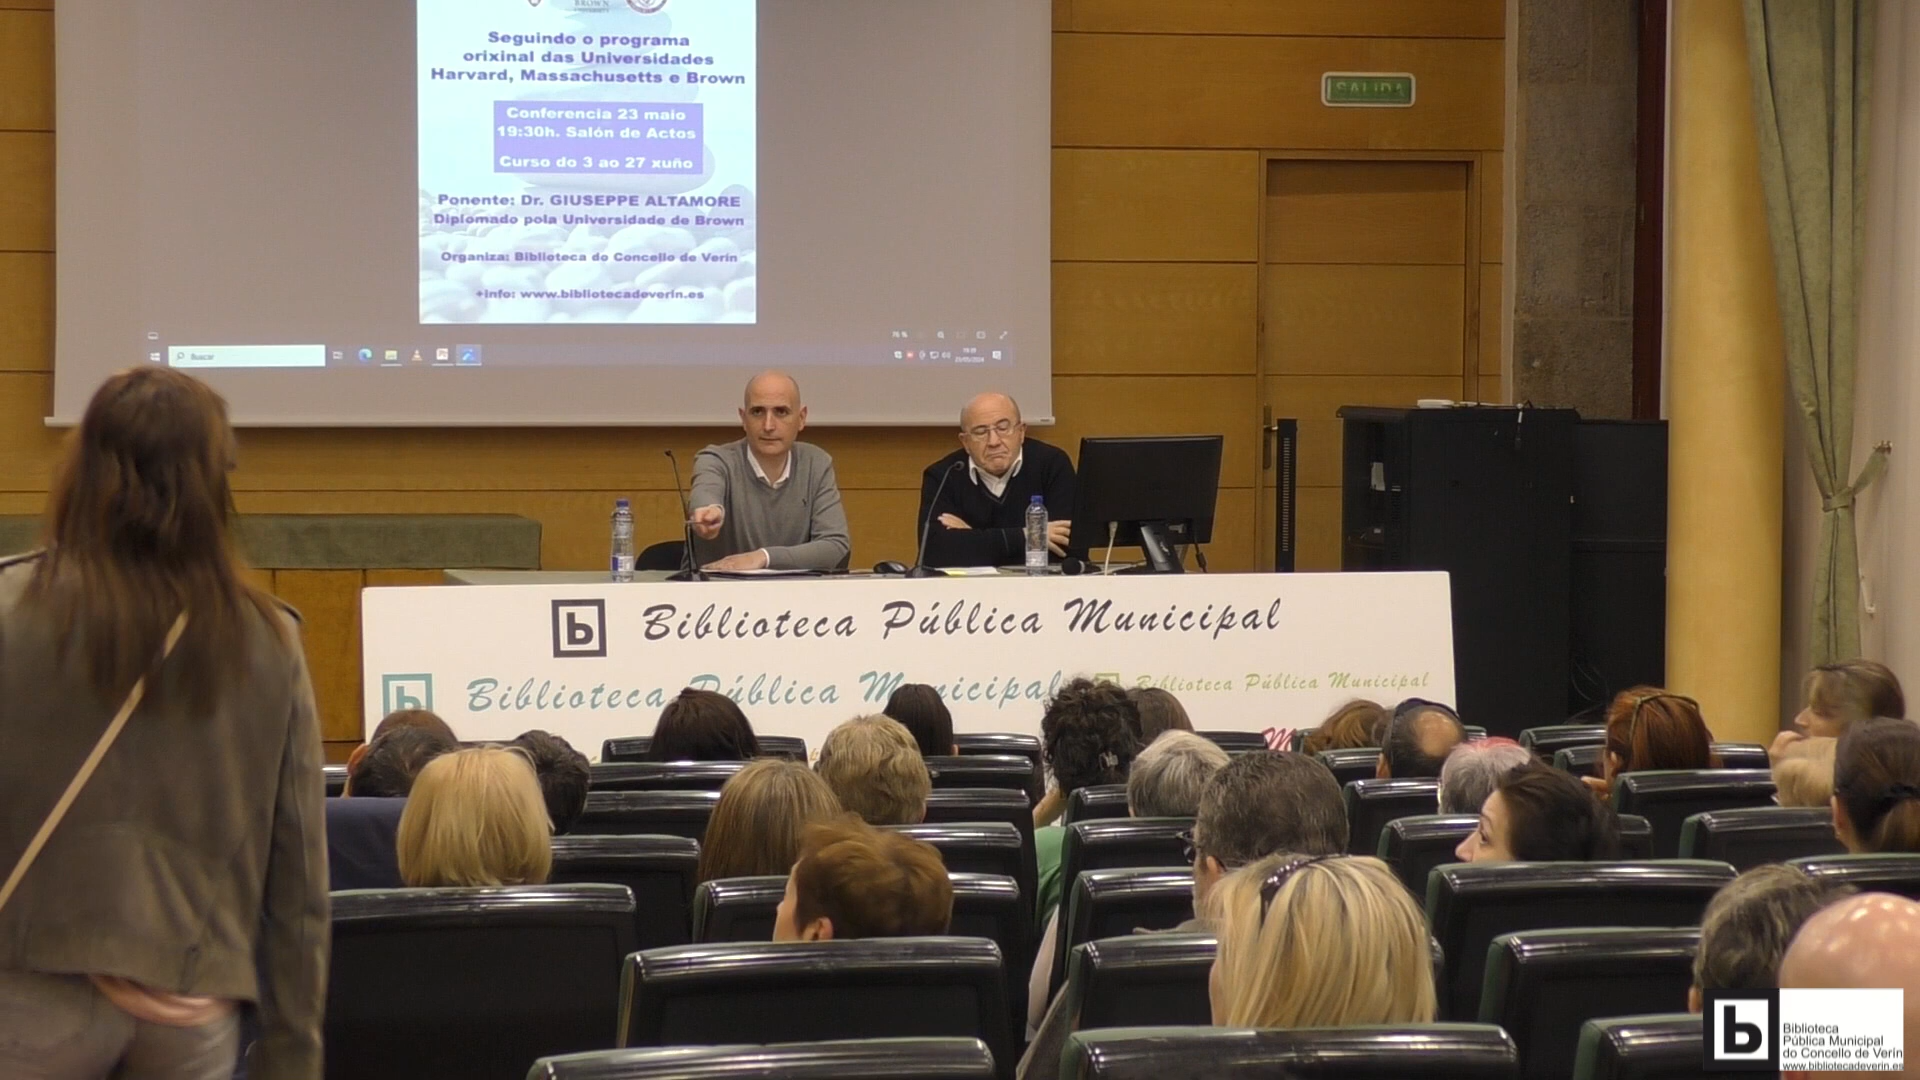 BROWN
UNIVERSITY
Seguindo o programa
orixinal das Universidades
Harvard, Massachusetts e Brown
Conferencia 23 maio
19:30h. Salón de Actos
Curso do 3 ao 27 xuño
Ponente: Dr. GIUSEPPE ALTAMORE
Diplomado pola Universidade de Brown
Organiza: Biblioteca do Concello de Verín
+info: www.bibliotecadeverin.es
Buscar
SALIDA
b Biblioteca Pública Municipal
b Biblioteca Pública Municipal
Biblioteca Pública Municipal
M
b
Biblioteca
Pública Municipal
do Concello de Verín
www.bibliotecadeverin.es